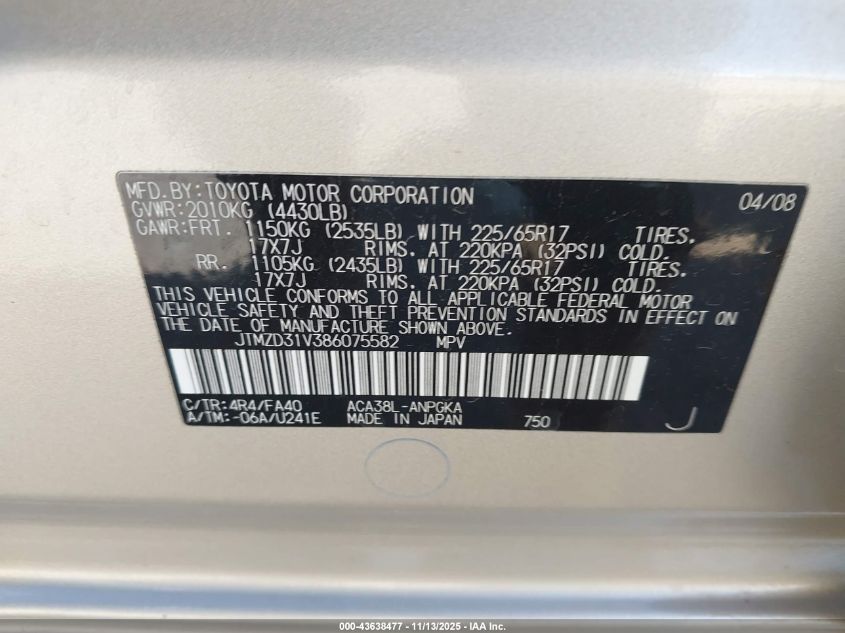 MFD.BY:TOYOTA MOTOR CORPORATION 04/08
GVWR:2010KG (4430LB)
GAWR:FRT. 1150KG (2535LB) WITH 225/65R17 TIRES.
17X7J RIMS. AT 220KPA (32PSI) COLD.
RR. 1105KG (2435LB) WITH 225/65R17 TIRES.
17X7J RIMS. AT 220KPA (32PSI) COLD.
THIS VEHICLE CONFORMS TO ALL APPLICABLE FEDERAL MOTOR
VEHICLE SAFETY AND THEFT PREVENTION STANDARDS IN EFFECT ON
THE DATE OF MANUFACTURE SHOWN ABOVE.
JTMZD31V386075582 MPV
C/TR:4R4/FA40 ACA38L-ANPGKA
A/TM:-06A/U241E MADE IN JAPAN 750 J
000-43638477 - 11/13/2025 - IAA Inc.